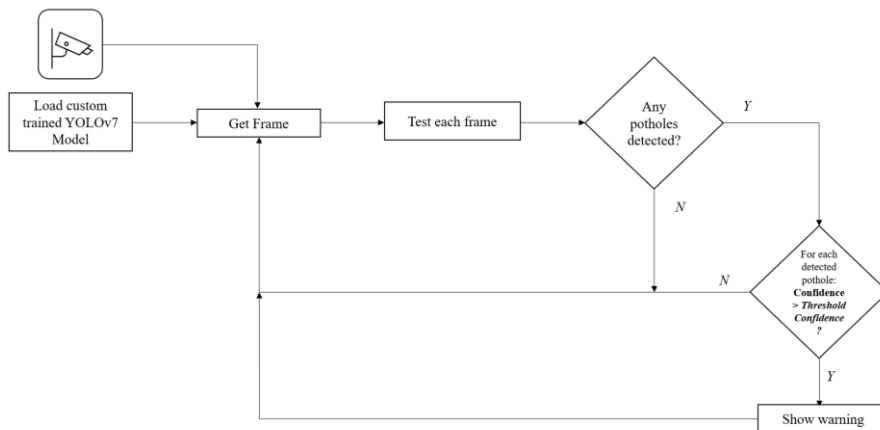 Load custom
trained YOLOv7
Model
Get Frame
Test each frame
Any
potholes
detected?
Y
N
For each
detected
pothole:
Confidence
> Threshold
Confidence
?
N
Y
Show warning